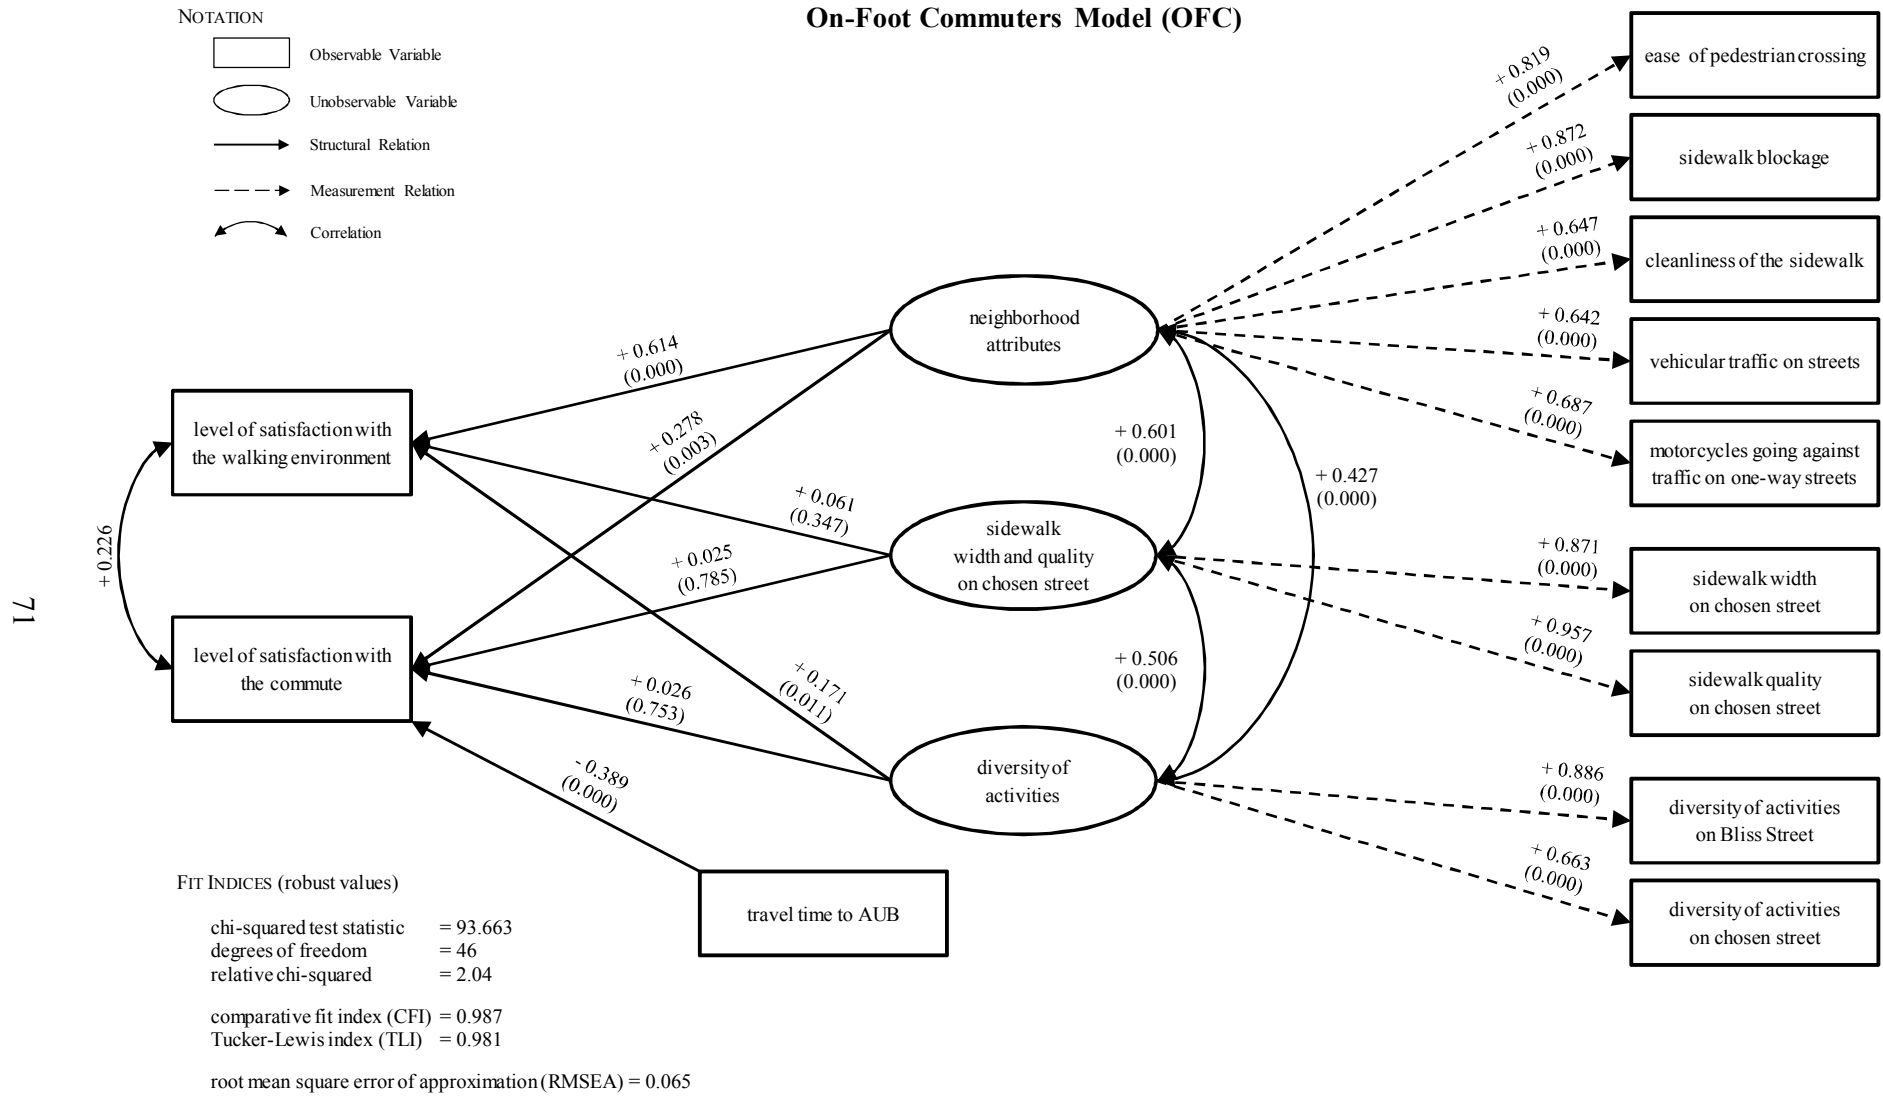 NOTATION
Observable Variable
Unobservable Variable
Structural Relation
Measurement Relation
Correlation
On-Foot Commuters Model (OFC)
ease of pedestrian crossing
sidewalk blockage
cleanliness of the sidewalk
vehicular traffic on streets
motorcycles going against
traffic on one-way streets
sidewalk width
on chosen street
sidewalk quality
on chosen street
diversity of activities
on Bliss Street
diversity of activities
on chosen street
+ 0.819
(0.000)
+ 0.872
(0.000)
+ 0.647
(0.000)
+ 0.642
(0.000)
+ 0.687
(0.000)
+ 0.871
(0.000)
+ 0.957
(0.000)
+ 0.886
(0.000)
+ 0.663
(0.000)
neighborhood
attributes
sidewalk
width and quality
on chosen street
diversity of
activities
+ 0.601
(0.000)
+ 0.427
(0.000)
+ 0.506
(0.000)
+ 0.614
(0.000)
+ 0.278
(0.003)
+ 0.061
(0.347)
+ 0.025
(0.785)
+ 0.171
(0.011)
+ 0.026
(0.753)
- 0.389
(0.000)
level of satisfaction with
the walking environment
level of satisfaction with
the commute
+ 0.226
71
travel time to AUB
FIT INDICES (robust values)
chi-squared test statistic = 93.663
degrees of freedom = 46
relative chi-squared = 2.04
comparative fit index (CFI) = 0.987
Tucker-Lewis index (TLI) = 0.981
root mean square error of approximation (RMSEA) = 0.065